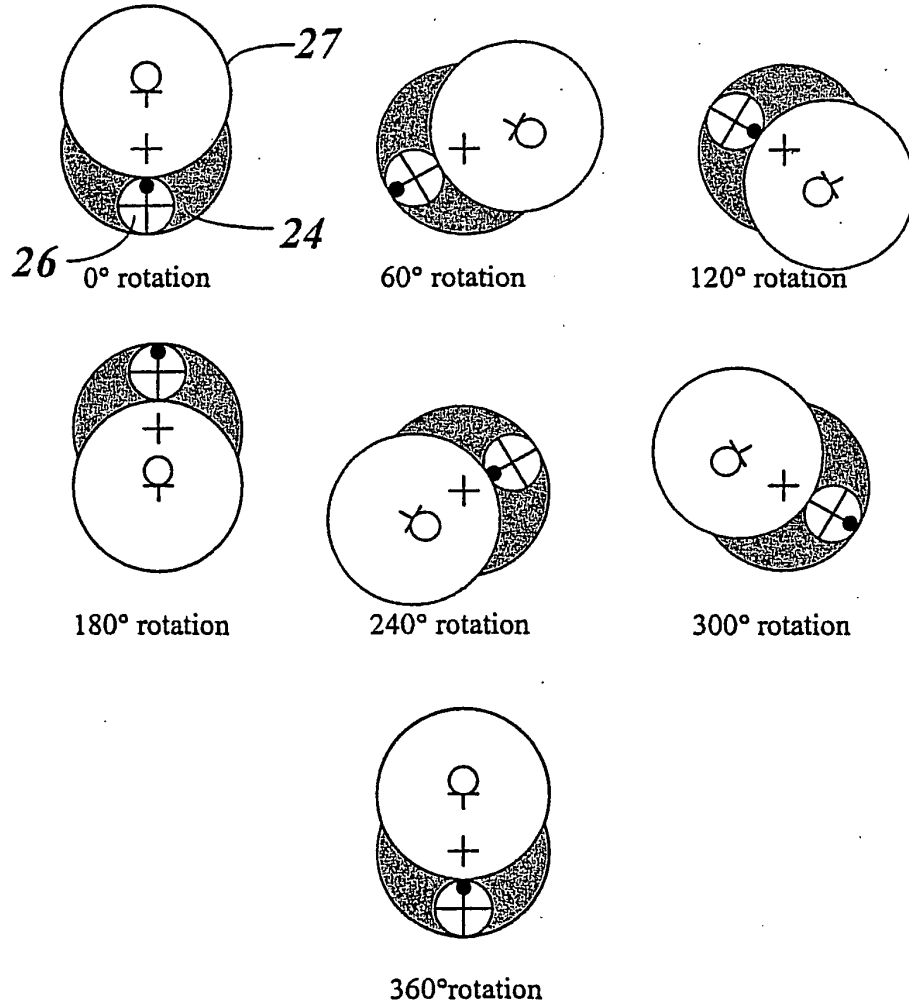 27
24
26
0° rotation
60° rotation
120° rotation
180° rotation
240° rotation
300° rotation
360°rotation